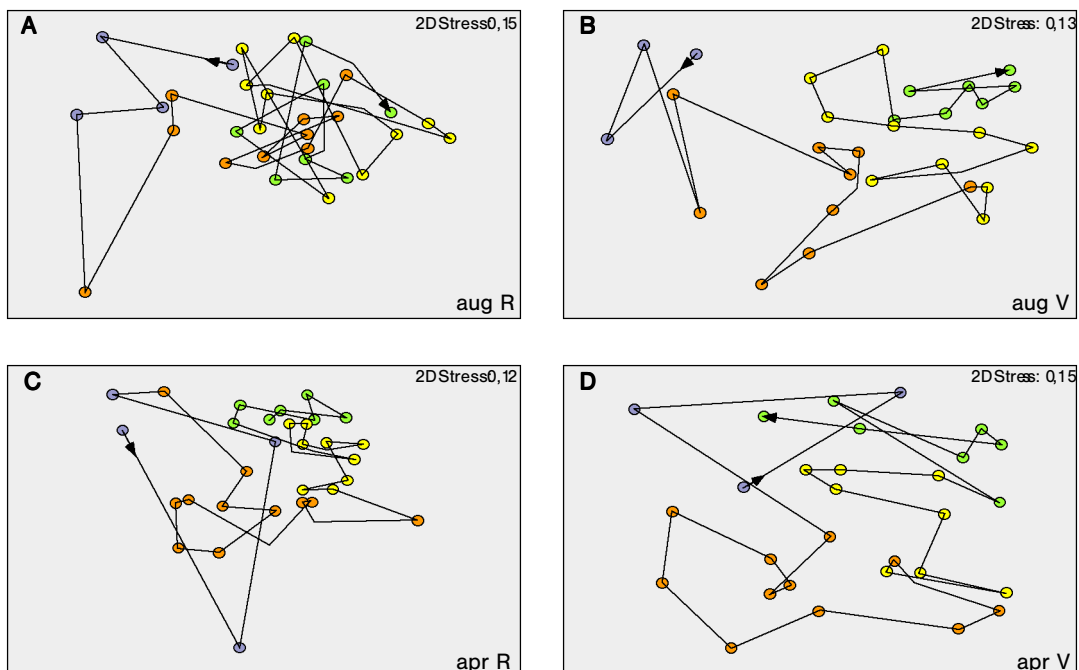 A
2DStress0,15
aug R
B
2DStress: 0,13
aug V
C
2DStress0,12
apr R
D
2DStress: 0,15
apr V